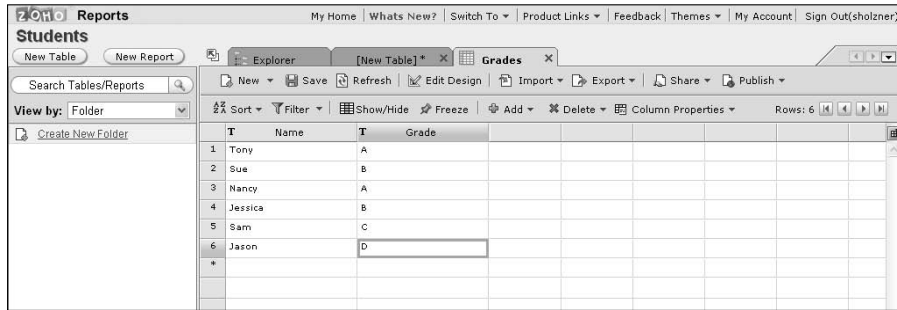 ZOHO Reports
My Home | Whats New? | Switch To | Product Links | Feedback | Themes | My Account | Sign Out(sholzner)
Students
New Table New Report
Explorer [New Table]* X Grades X
New Save Refresh | Edit Design | Import Export | Share Publish
Search Tables/Reports
View by: Folder
Create New Folder
AZ Sort Filter | Show/Hide Freeze | Add Delete Column Properties Rows: 6
T Name T Grade
1 Tony A
2 Sue B
3 Nancy A
4 Jessica B
5 Sam C
6 Jason D
*